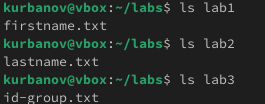 kurbanov@vbox:~/labs$ ls lab1
firstname.txt
kurbanov@vbox:~/labs$ ls lab2
lastname.txt
kurbanov@vbox:~/labs$ ls lab3
id-group.txt